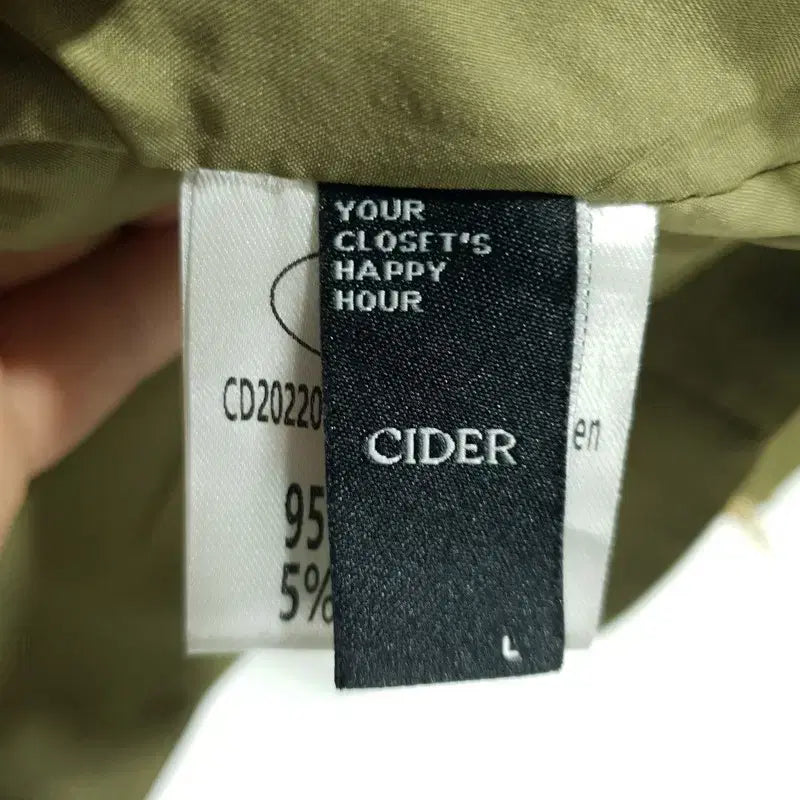 YOUR
CLOSET'S
HAPPY
HOUR
CIDER
L
CD20220
en
95
5%